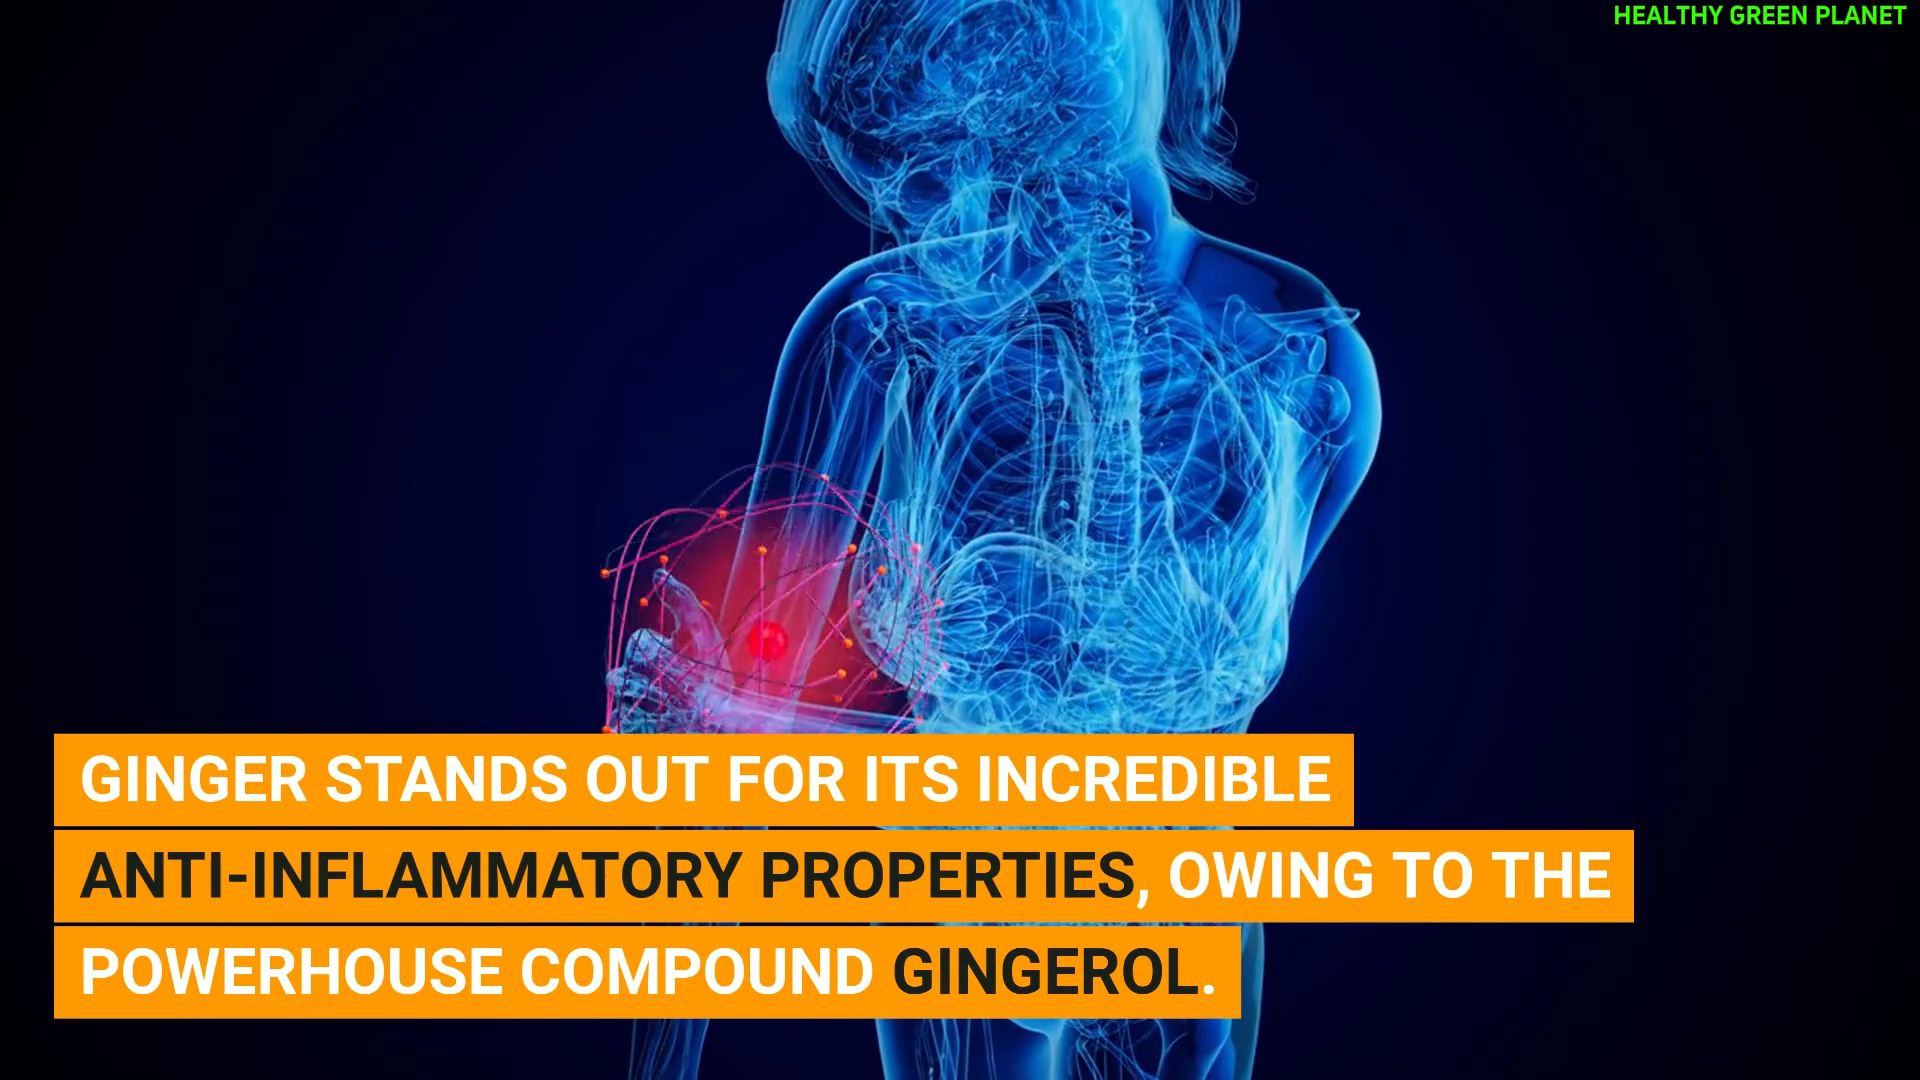 HEALTHY GREEN PLANET
GINGER STANDS OUT FOR ITS INCREDIBLE
ANTI-INFLAMMATORY PROPERTIES, OWING TO THE
POWERHOUSE COMPOUND GINGEROL.